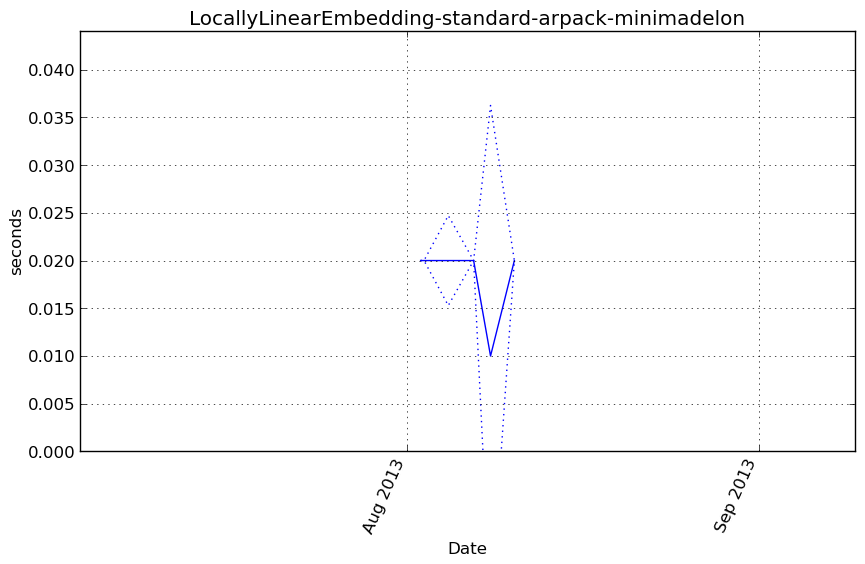 LocallyLinearEmbedding-standard-arpack-minimadelon
0.040
0.035
0.030
0.025
0.020
0.015
0.010
0.005
0.000
seconds
Aug 2013
Sep 2013
Date